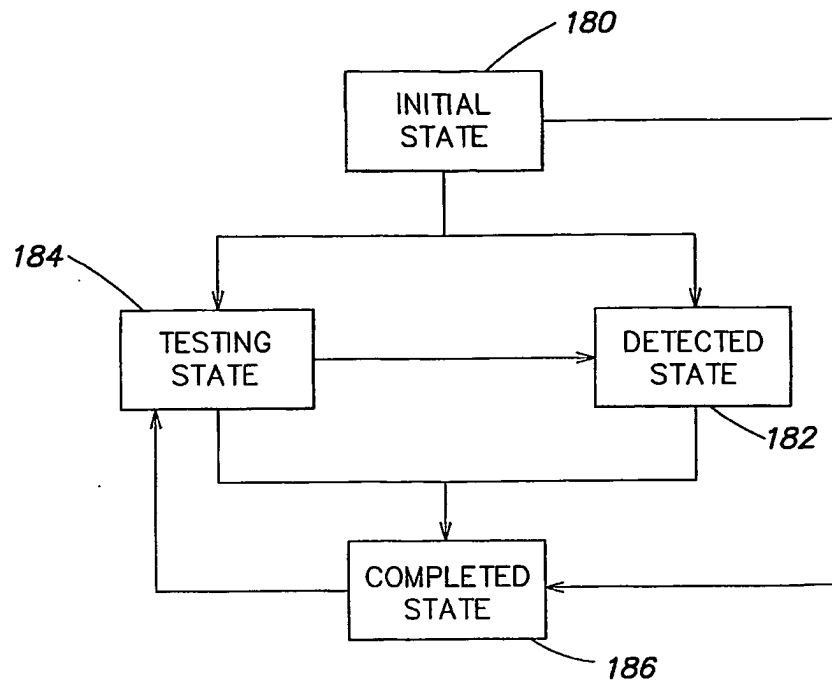 180
INITIAL
STATE
184
TESTING
STATE
DETECTED
STATE
182
COMPLETED
STATE
186